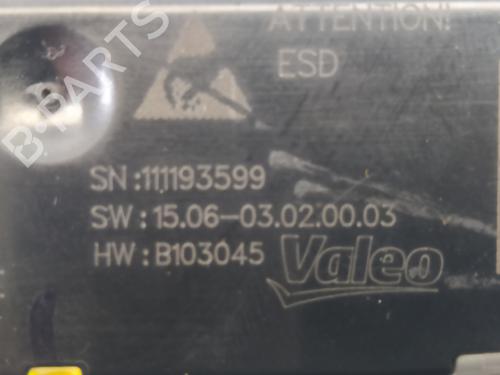 ATTENTION!
ESD
SN:111193599
SW:15.06-03.02.00.03
HW:B103045
Valeo
B-PARTS